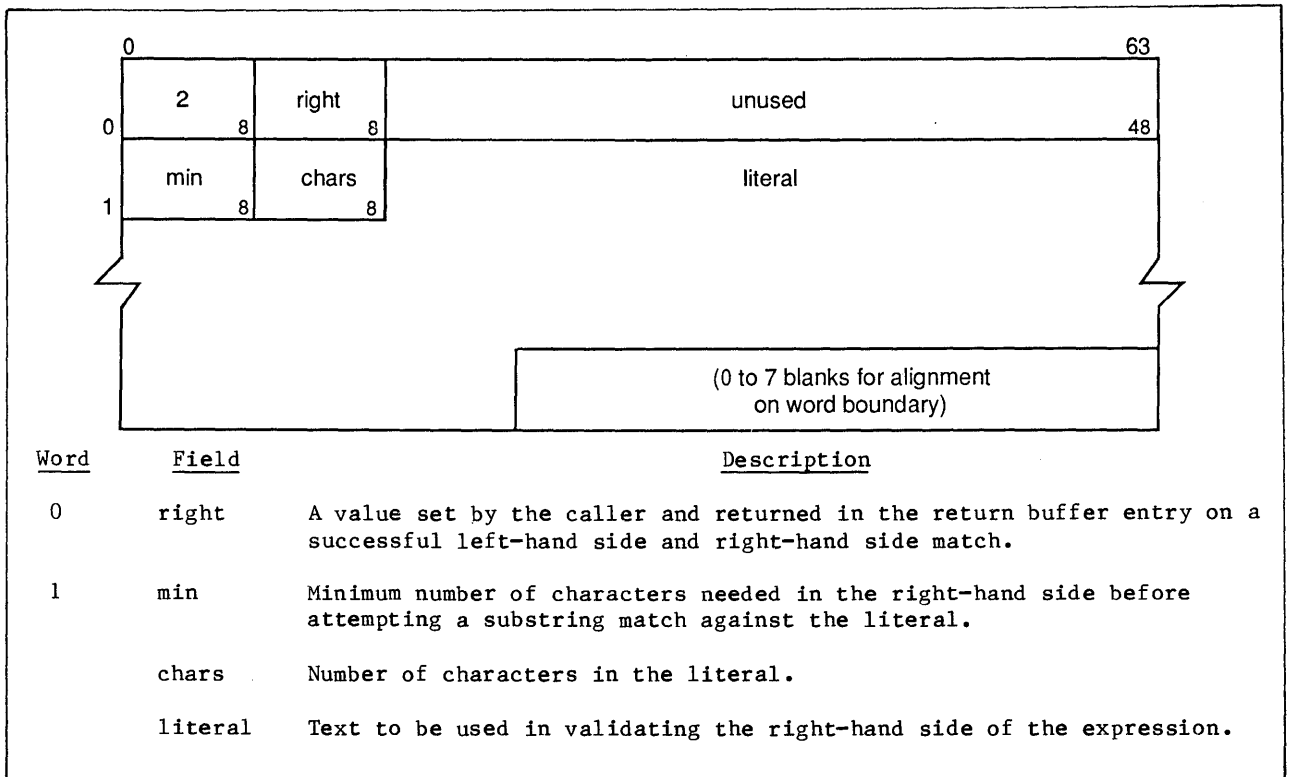 0 63
2 right unused
0 8 8 48
min chars literal
1 8 8
(0 to 7 blanks for alignment
on word boundary)
Word Field Description
0 right A value set by the caller and returned in the return buffer entry on a
successful left-hand side and right-hand side match.
1 min Minimum number of characters needed in the right-hand side before
attempting a substring match against the literal.
chars Number of characters in the literal.
literal Text to be used in validating the right-hand side of the expression.